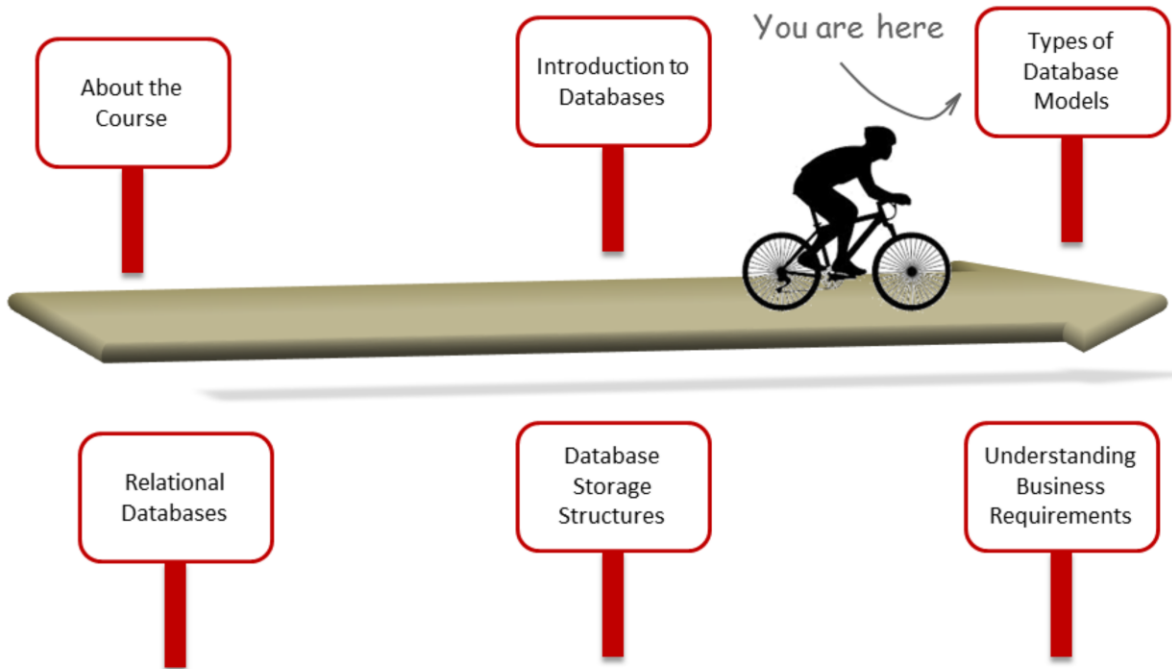 About the
Course
Introduction to
Databases
You are here
Types of
Database
Models
Relational
Databases
Database
Storage
Structures
Understanding
Business
Requirements